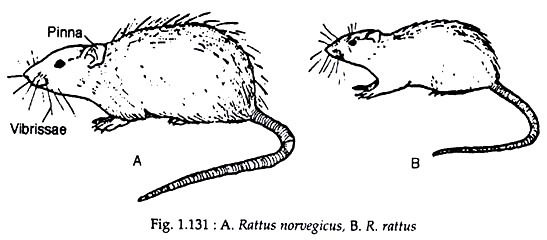 Pinna
Vibrissae
A
B
Fig. 1.131 : A. Rattus norvegicus, B. R. rattus